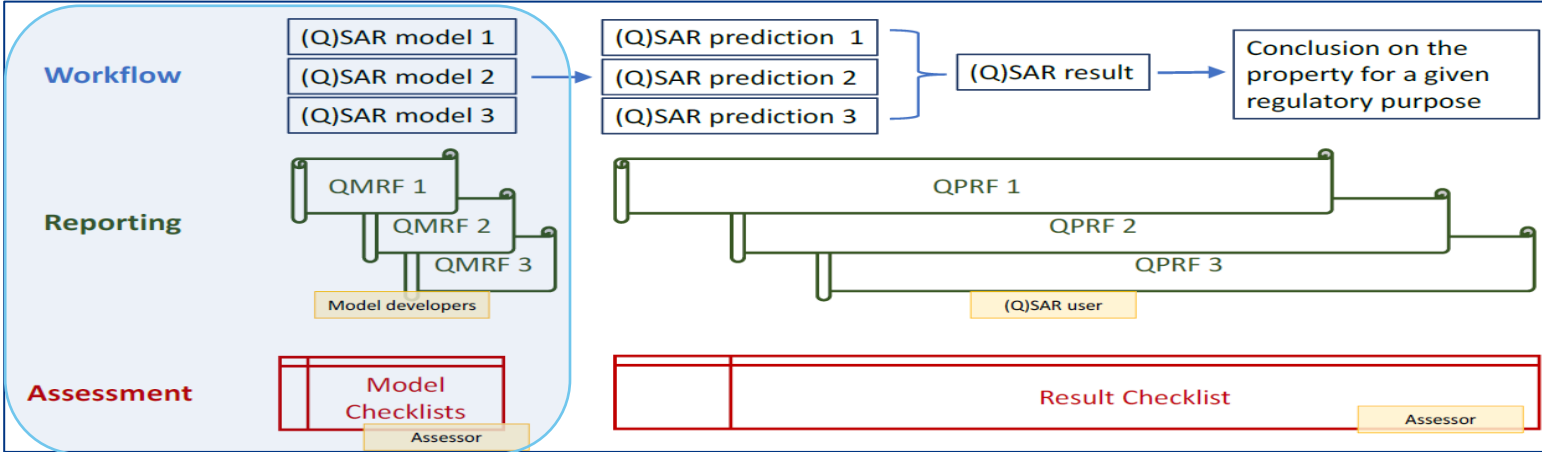 Workflow
(Q)SAR model 1
(Q)SAR model 2
(Q)SAR model 3
(Q)SAR prediction 1
(Q)SAR prediction 2
(Q)SAR prediction 3
(Q)SAR result
Conclusion on the
property for a given
regulatory purpose
Reporting
QMRF 1
QMRF 2
QMRF 3
Model developers
QPRF 1
QPRF 2
QPRF 3
(Q)SAR user
Assessment
Model
Checklists
Assessor
Result Checklist
Assessor